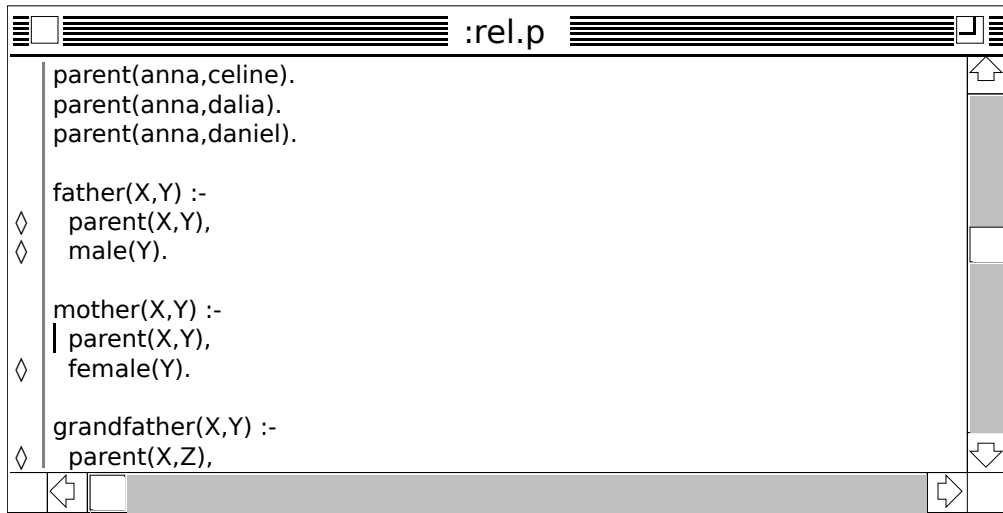 :rel.p
parent(anna,celine).
parent(anna,dalia).
parent(anna,daniel).
father(X,Y) :-
◊ parent(X,Y),
◊ male(Y).
mother(X,Y) :-
parent(X,Y),
◊ female(Y).
grandfather(X,Y) :-
◊ parent(X,Z),